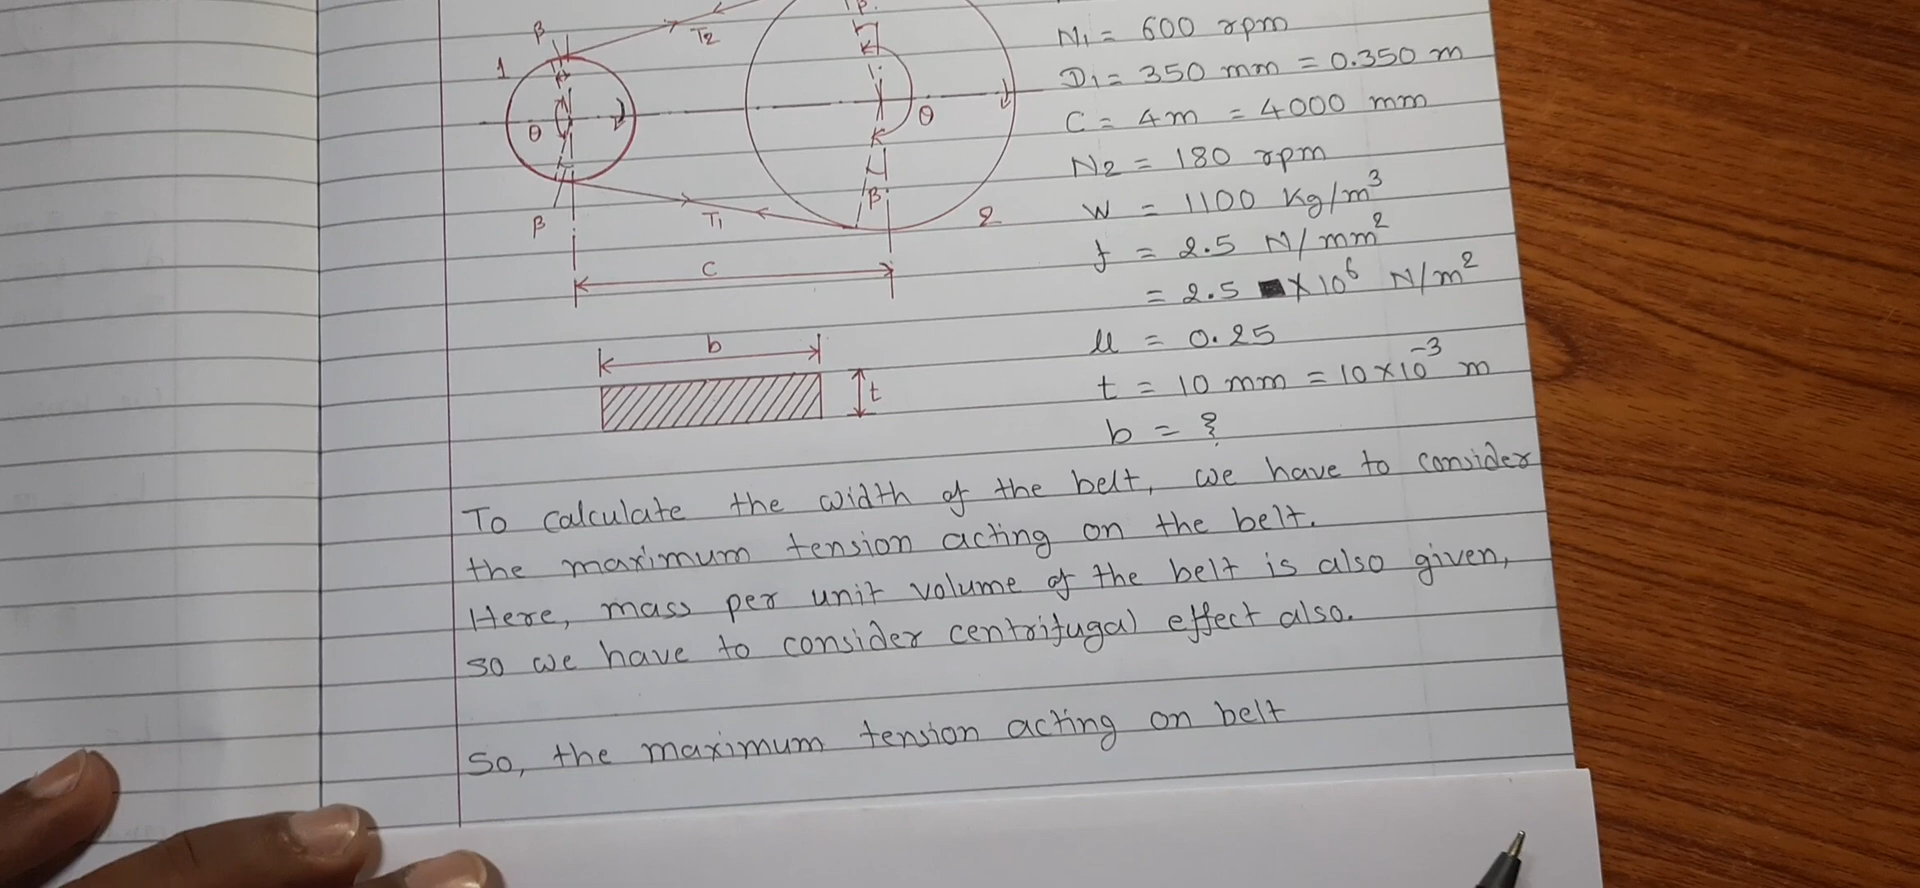 β
1
θ
β
T2
T1
β
θ
β
2
C
b
t
N1 = 600 rpm
D1 = 350 mm = 0.350 m
C = 4m = 4000 mm
N2 = 180 rpm
W = 1100 Kg/m³
f = 2.5 N/mm²
= 2.5 ×10⁶ N/m²
μ = 0.25
t = 10 mm = 10×10⁻³ m
b = ?
To calculate the width of the belt, we have to consider
the maximum tension acting on the belt.
Here, mass per unit volume of the belt is also given,
so we have to consider centrifugal effect also.
So, the maximum tension acting on belt